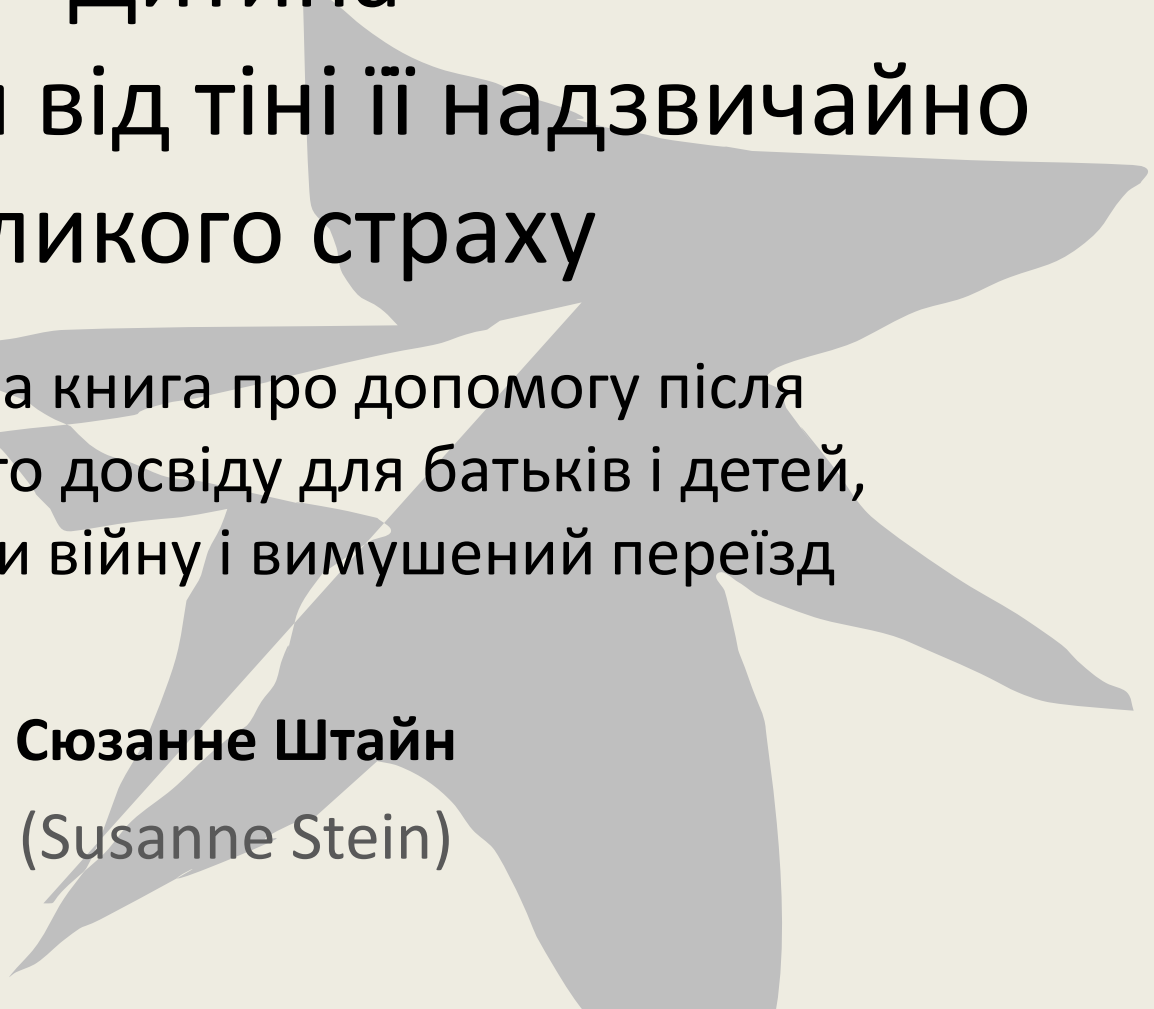 Дитина
від тіні її надзвичайно
ликого страху
а книга про допомогу після
го досвіду для батьків і детей,
и війну і вимушений переїзд
Сюзанне Штайн
(Susanne Stein)